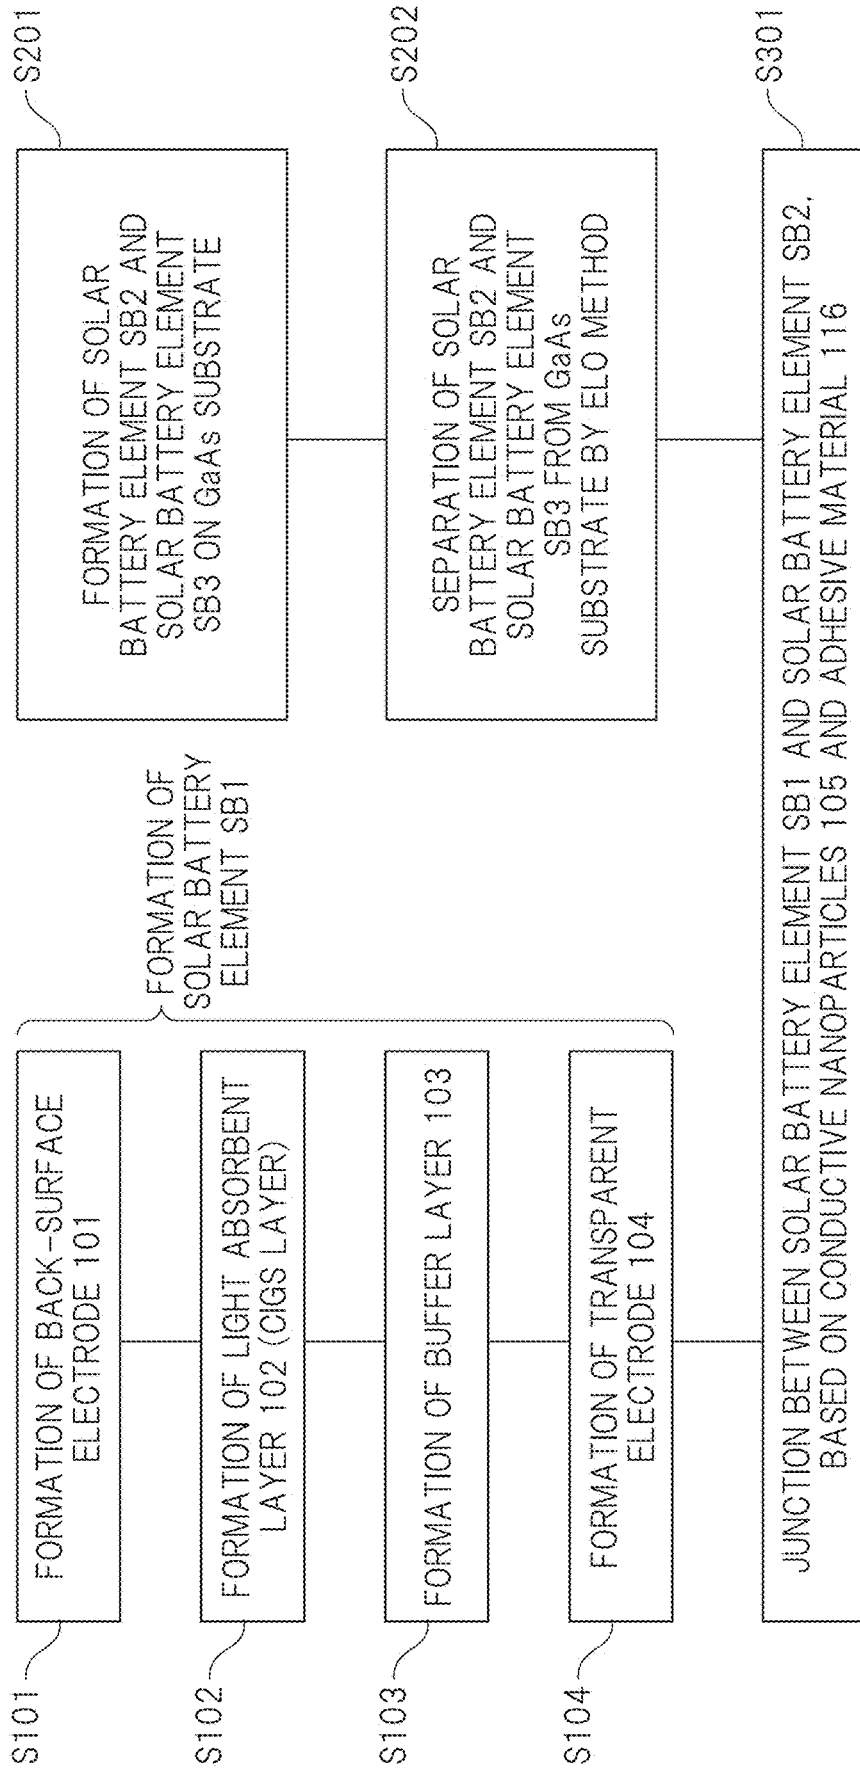 S101
FORMATION OF BACK-SURFACE
ELECTRODE 101
S102
FORMATION OF LIGHT ABSORBENT
LAYER 102 (CIGS LAYER)
S103
FORMATION OF BUFFER LAYER 103
S104
FORMATION OF TRANSPARENT
ELECTRODE 104
FORMATION OF
SOLAR BATTERY
ELEMENT SB1
S201
FORMATION OF SOLAR
BATTERY ELEMENT SB2 AND
SOLAR BATTERY ELEMENT
SB3 ON GaAs SUBSTRATE
S202
SEPARATION OF SOLAR
BATTERY ELEMENT SB2 AND
SOLAR BATTERY ELEMENT
SB3 FROM GaAs
SUBSTRATE BY ELO METHOD
S301
JUNCTION BETWEEN SOLAR BATTERY ELEMENT SB1 AND SOLAR BATTERY ELEMENT SB2,
BASED ON CONDUCTIVE NANOPARTICLES 105 AND ADHESIVE MATERIAL 116